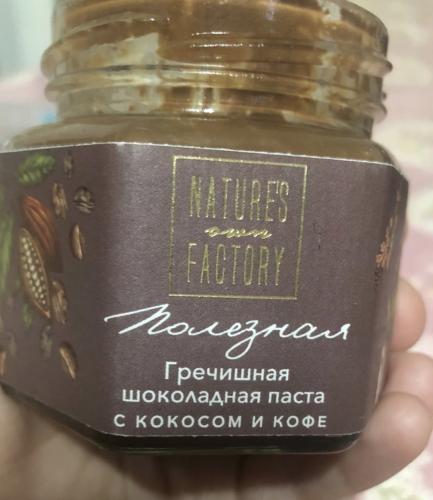 NATURE'S
own
FACTORY
Полезная
Гречишная
шоколадная паста
С КОКОСОМ И КОФЕ